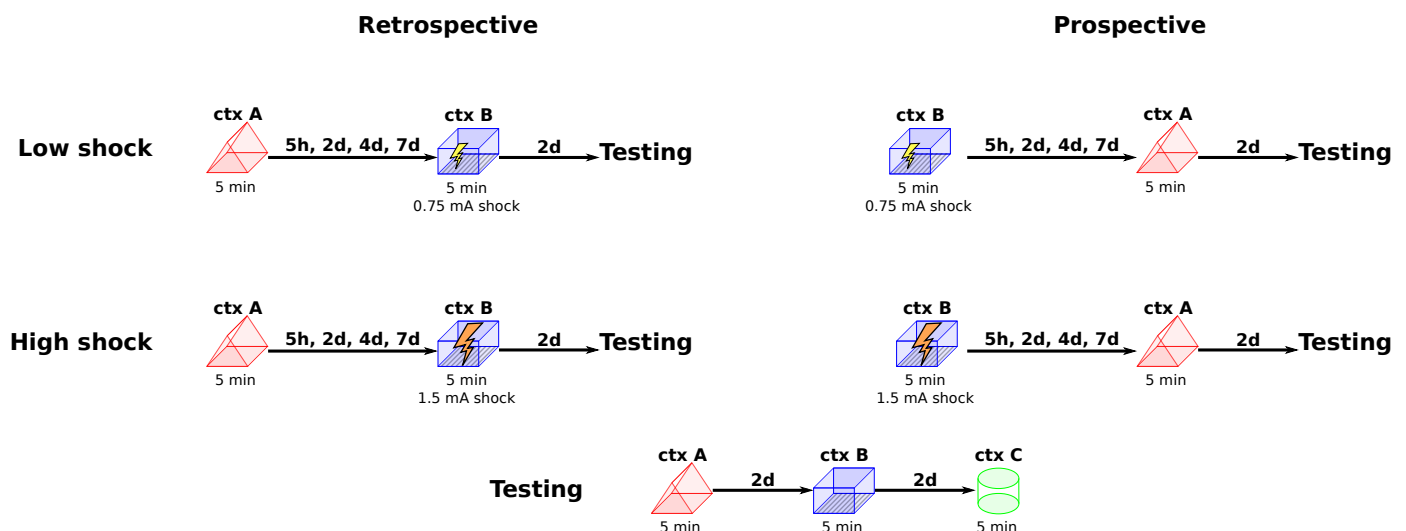 Retrospective
Prospective
Low shock
ctx A
5 min
5h, 2d, 4d, 7d
ctx B
5 min
0.75 mA shock
2d
Testing
ctx B
5 min
0.75 mA shock
5h, 2d, 4d, 7d
ctx A
5 min
2d
Testing
High shock
ctx A
5 min
5h, 2d, 4d, 7d
ctx B
5 min
1.5 mA shock
2d
Testing
ctx B
5 min
1.5 mA shock
5h, 2d, 4d, 7d
ctx A
5 min
2d
Testing
Testing
ctx A
5 min
2d
ctx B
5 min
2d
ctx C
5 min